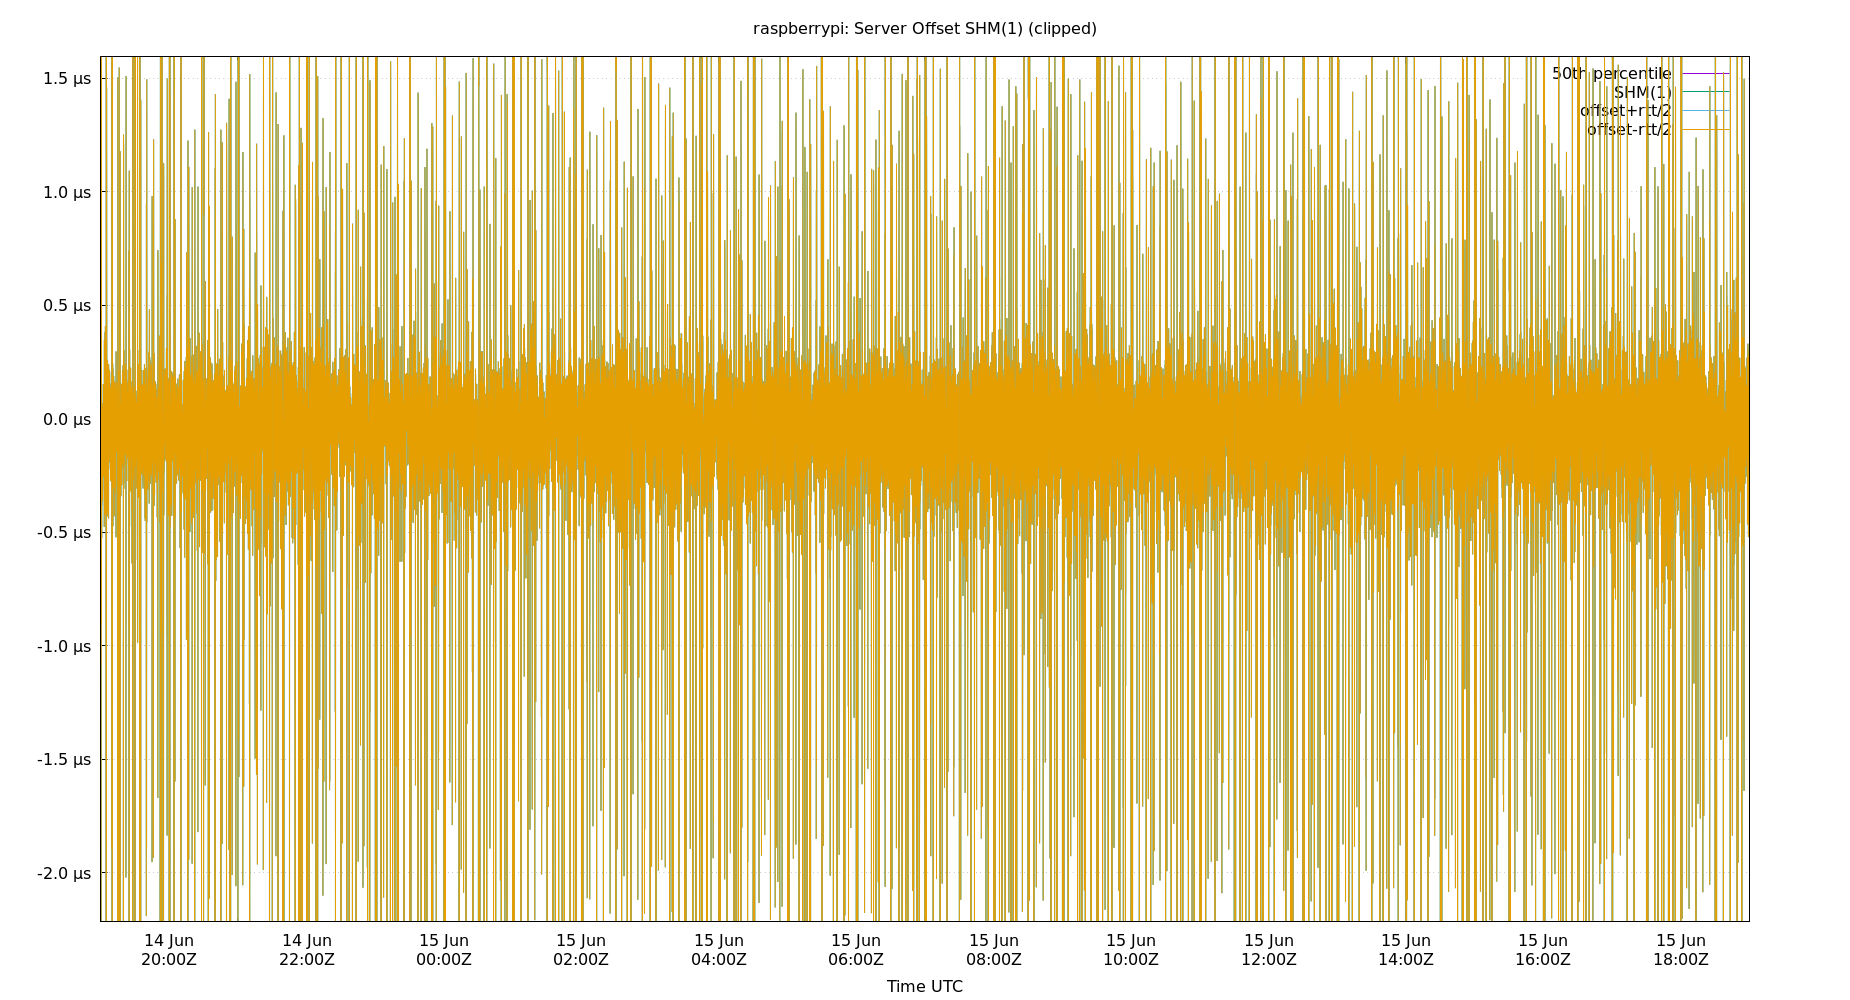 raspberrypi: Server Offset SHM(1) (clipped)
50th percentile
SHM(1)
offset+rtt/2
offset-rtt/2
1.5 µs
1.0 µs
0.5 µs
0.0 µs
-0.5 µs
-1.0 µs
-1.5 µs
-2.0 µs
14 Jun 14 Jun 15 Jun 15 Jun 15 Jun 15 Jun 15 Jun 15 Jun 15 Jun 15 Jun 15 Jun 15 Jun
20:00Z 22:00Z 00:00Z 02:00Z 04:00Z 06:00Z 08:00Z 10:00Z 12:00Z 14:00Z 16:00Z 18:00Z
Time UTC